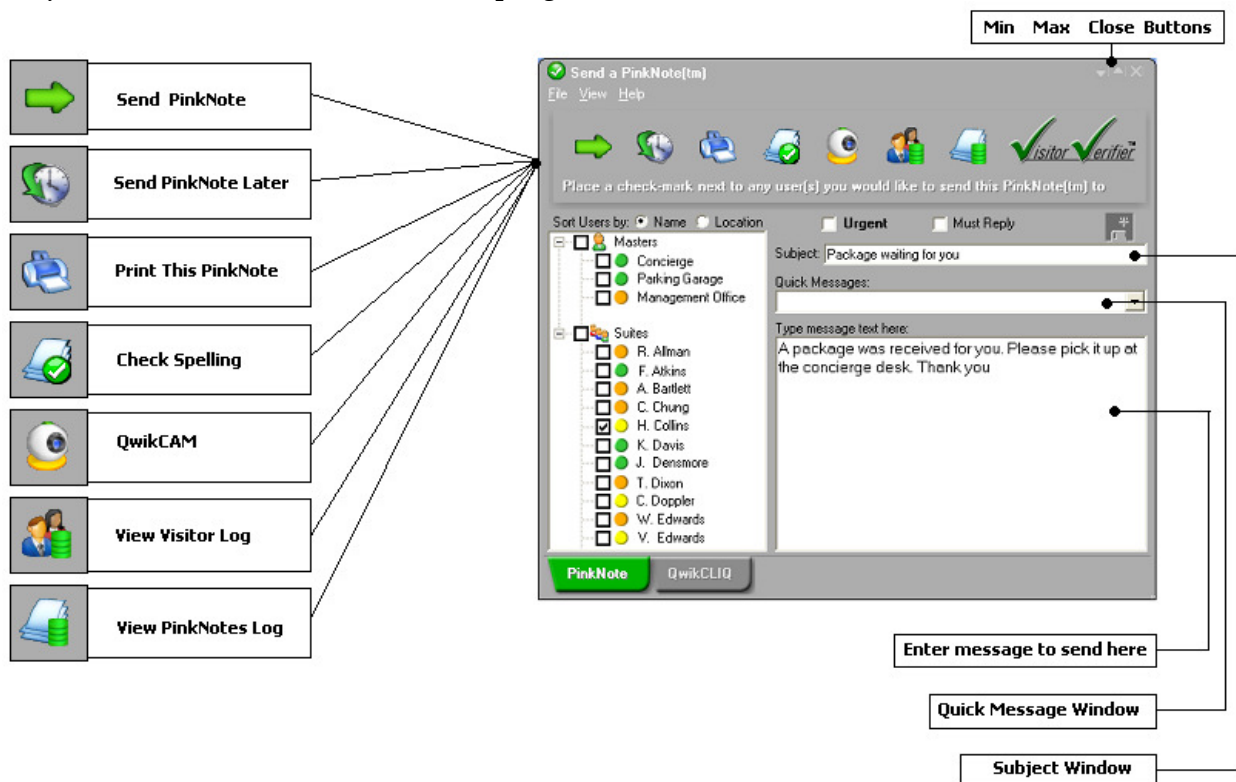 Min Max Close Buttons
Send PinkNote
Send PinkNote Later
Print This PinkNote
Check Spelling
QwikCAM
View Visitor Log
View PinkNotes Log
Send a PinkNote(tm)
File View Help
Visitor Verifier™
Place a check-mark next to any user(s) you would like to send this PinkNote(tm) to
Sort Users by: Name Location
Urgent Must Reply
Masters
Concierge
Parking Garage
Management Office
Suites
R. Allman
F. Atkins
A. Bartlett
C. Chung
H. Collins
K. Davis
J. Densmore
T. Dixon
C. Doppler
W. Edwards
V. Edwards
Subject: Package waiting for you
Quick Messages:
Type message text here:
A package was received for you. Please pick it up at
the concierge desk. Thank you
PinkNote QwikCLIQ
Enter message to send here
Quick Message Window
Subject Window